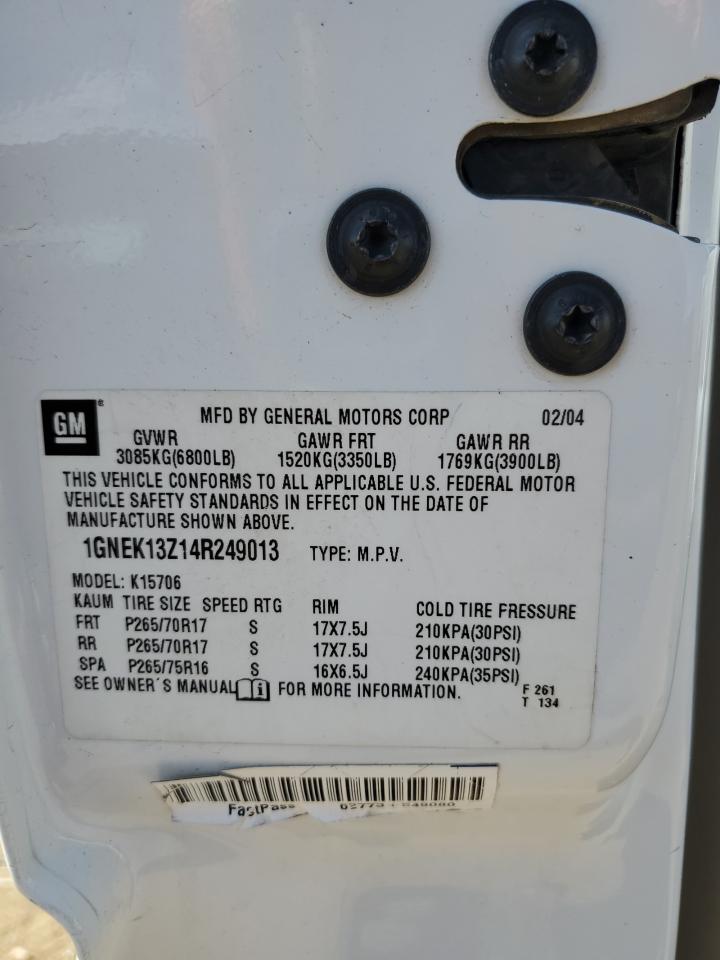 GM ® MFD BY GENERAL MOTORS CORP 02/04
GVWR GAWR FRT GAWR RR
3085KG(6800LB) 1520KG(3350LB) 1769KG(3900LB)
THIS VEHICLE CONFORMS TO ALL APPLICABLE U.S. FEDERAL MOTOR
VEHICLE SAFETY STANDARDS IN EFFECT ON THE DATE OF
MANUFACTURE SHOWN ABOVE.
1GNEK13Z14R249013 TYPE: M.P.V.
MODEL: K15706
KAUM TIRE SIZE SPEED RTG RIM COLD TIRE PRESSURE
FRT P265/70R17 S 17X7.5J 210KPA(30PSI)
RR P265/70R17 S 17X7.5J 210KPA(30PSI)
SPA P265/75R16 S 16X6.5J 240KPA(35PSI)
SEE OWNER'S MANUAL i FOR MORE INFORMATION.
F 261
T 134
FastPass